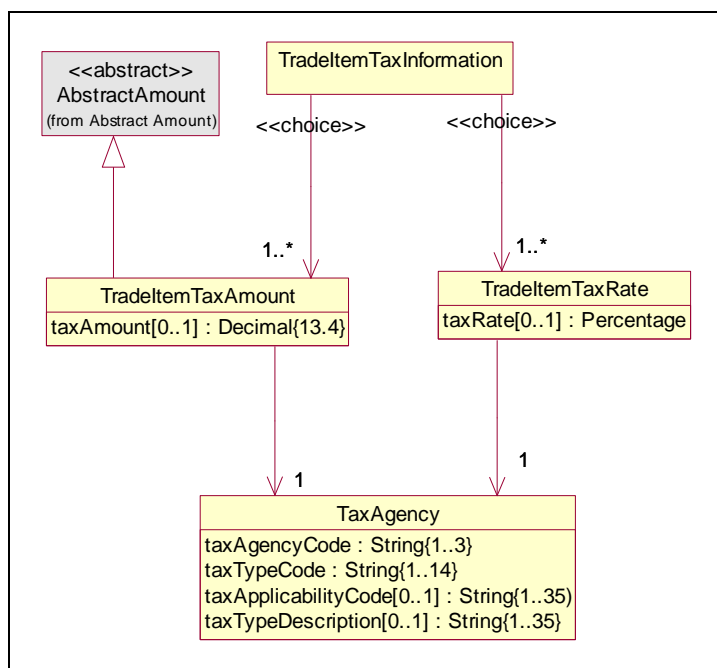 <<abstract>>
AbstractAmount
(from Abstract Amount)
TradeItemTaxInformation
<<choice>>
<<choice>>
1..*
1..*
TradeItemTaxAmount
taxAmount[0..1] : Decimal{13.4}
TradeItemTaxRate
taxRate[0..1] : Percentage
1
1
TaxAgency
taxAgencyCode : String{1..3}
taxTypeCode : String{1..14}
taxApplicabilityCode[0..1] : String{1..35)
taxTypeDescription[0..1] : String{1..35}